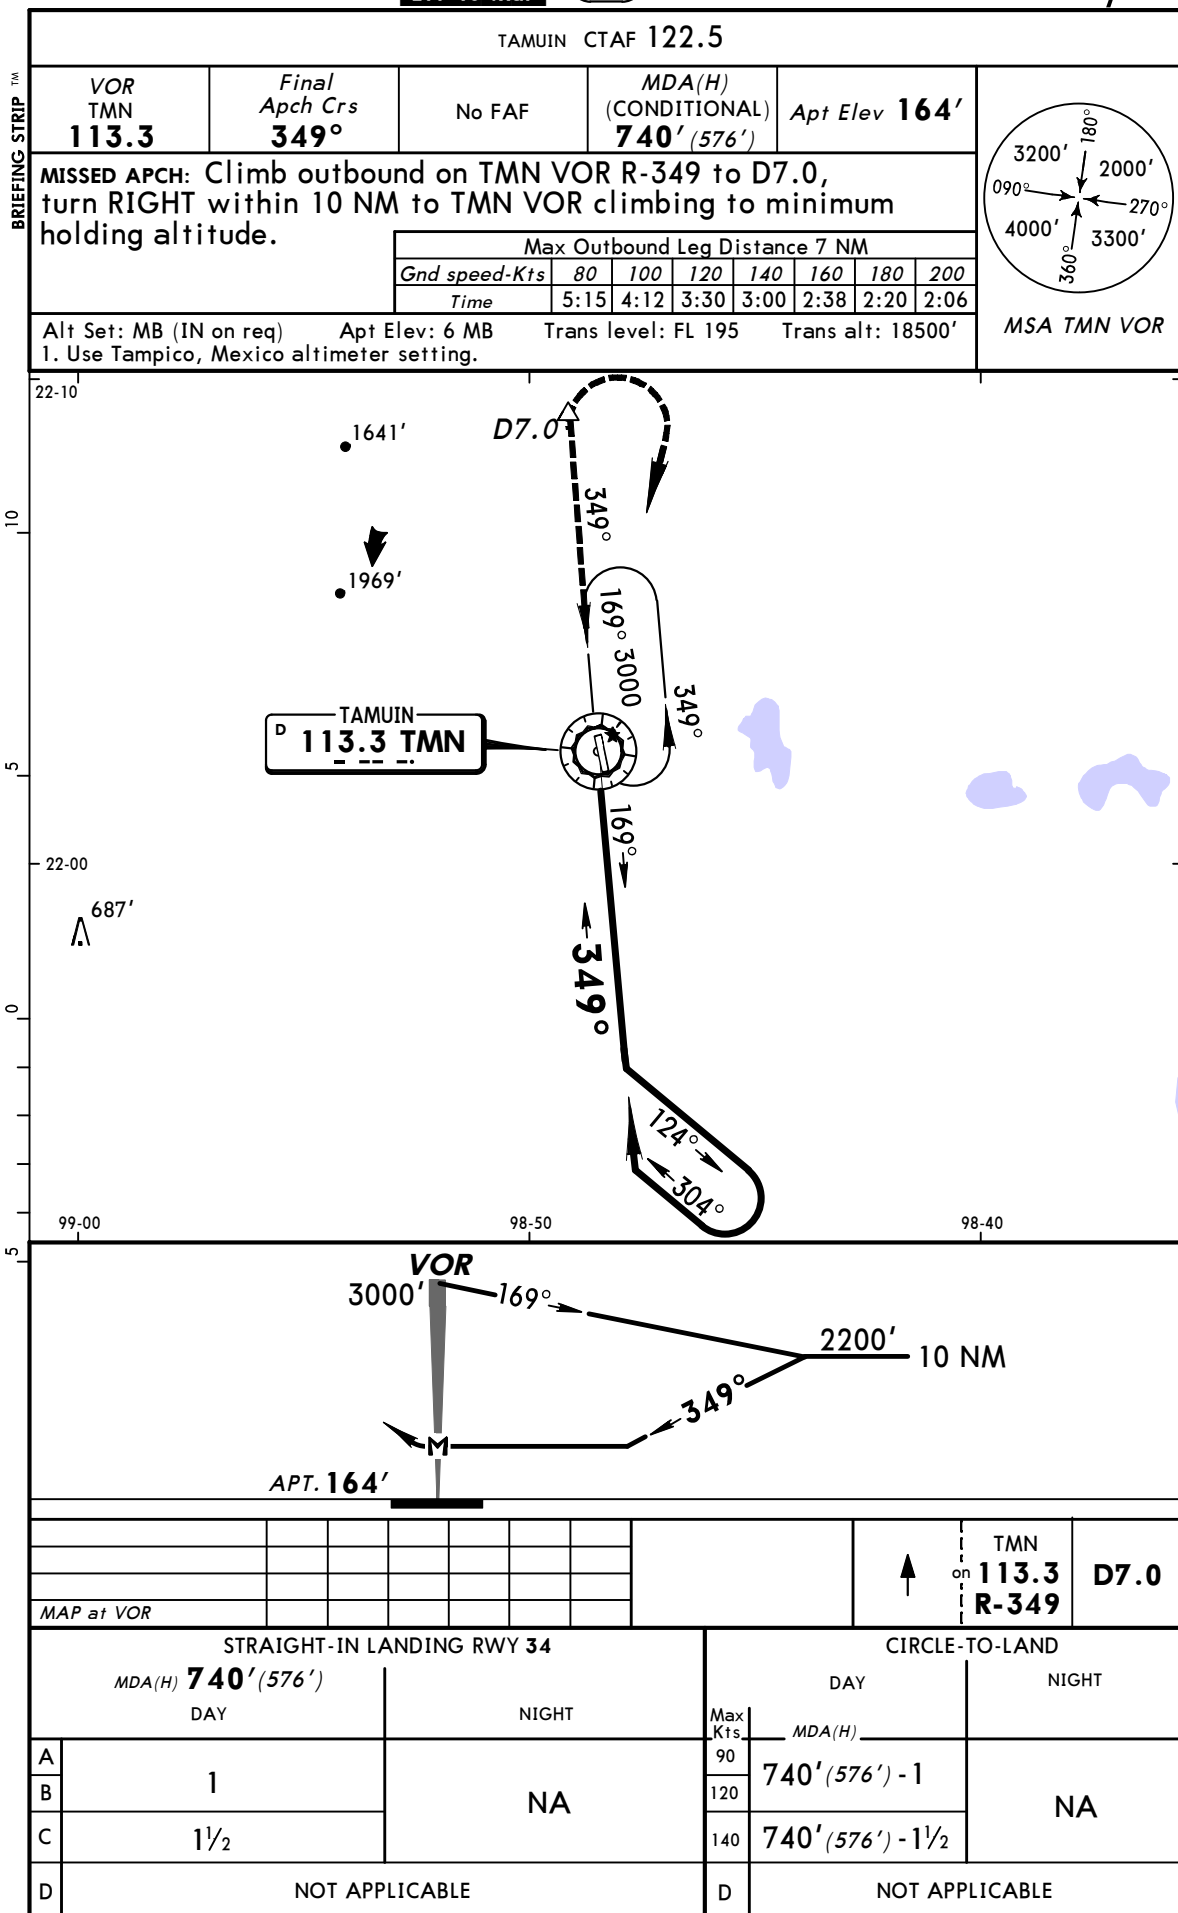 TAMUIN CTAF 122.5
BRIEFING STRIP TM
VOR
TMN
113.3
Final
Apch Crs
349°
No FAF
MDA(H)
(CONDITIONAL)
740' (576')
Apt Elev 164'
MISSED APCH: Climb outbound on TMN VOR R-349 to D7.0,
turn RIGHT within 10 NM to TMN VOR climbing to minimum
holding altitude.
Max Outbound Leg Distance 7 NM
Gnd speed-Kts 80 100 120 140 160 180 200
Time 5:15 4:12 3:30 3:00 2:38 2:20 2:06
Alt Set: MB (IN on req) Apt Elev: 6 MB Trans level: FL 195 Trans alt: 18500'
1. Use Tampico, Mexico altimeter setting.
180°
3200'
2000'
090°
270°
4000'
3300'
360°
MSA TMN VOR
22-10
1641'
D7.0
349°
10
1969'
169° 3000
349°
TAMUIN
D 113.3 TMN
5
169°
22-00
687'
349°
0
124°
304°
99-00
98-50
98-40
5
VOR
3000'
169°
2200'
10 NM
349°
M
APT. 164'
MAP at VOR
on
TMN
113.3
R-349
D7.0
STRAIGHT-IN LANDING RWY 34
MDA(H) 740' (576')
DAY
NIGHT
A
B
C
D
1
1 1/2
NA
NOT APPLICABLE
CIRCLE-TO-LAND
DAY
NIGHT
Max
Kts
MDA(H)
90
120
140
D
740' (576') - 1
740' (576') - 1 1/2
NA
NOT APPLICABLE